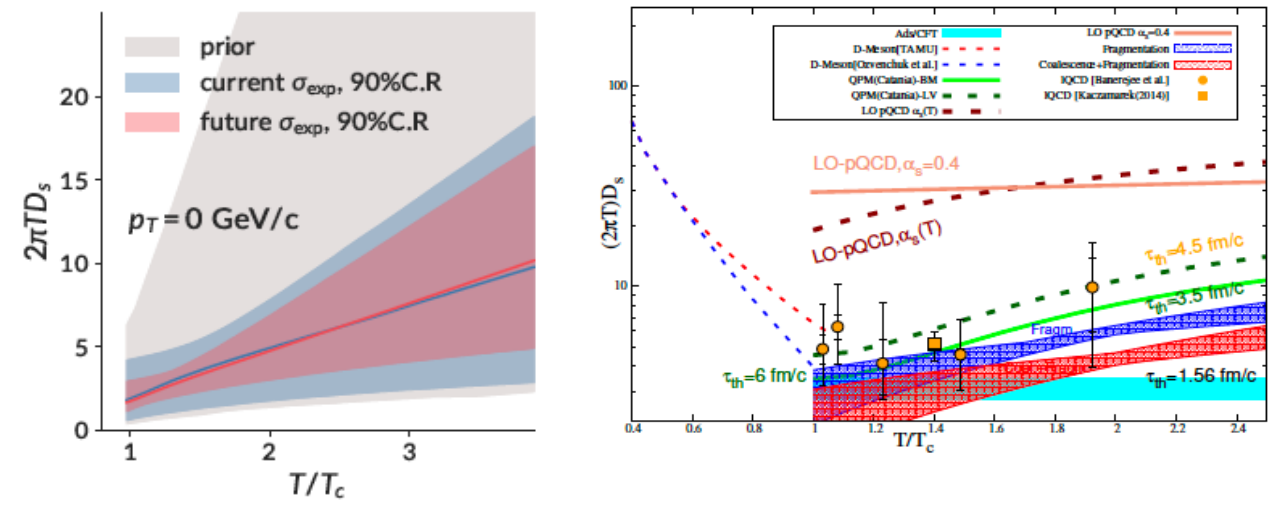 prior
current σexp, 90%C.R
future σexp, 90%C.R
pT = 0 GeV/c
2πTDs
20
15
10
5
0
1
2
3
T/Tc
Ads/CFT
D-Meson[TAMU]
D-Meson[Ozvenchuk et al.]
QPM(Catania)-BM
QPM(Catania)-LV
LO pQCD αs(T)
LO pQCD αs=0.4
Fragmentation
Coalescence+Fragmentation
lQCD [Banerejee et al.]
lQCD [Kaczamarek(2014)]
(2πT)Ds
100
10
LO-pQCD,αs=0.4
LO-pQCD,αs(T)
τth=4.5 fm/c
τth=3.5 fm/c
Fragm.
τth=6 fm/c
τth=1.56 fm/c
0.4
0.6
0.8
1
1.2
1.4
1.6
1.8
2
2.2
2.4
T/Tc